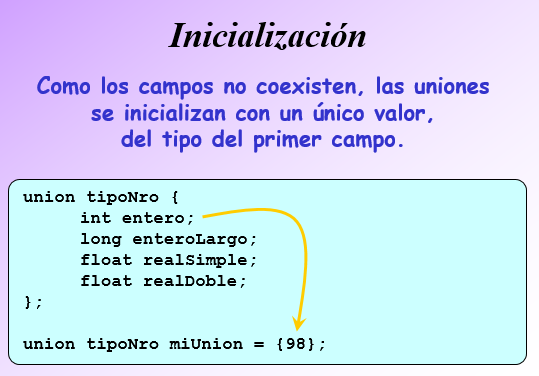 Inicialización
Como los campos no coexisten, las uniones
se inicializan con un único valor,
del tipo del primer campo.
union tipoNro {
int entero;
long enteroLargo;
float realSimple;
float realDoble;
};
union tipoNro miUnion = {98};